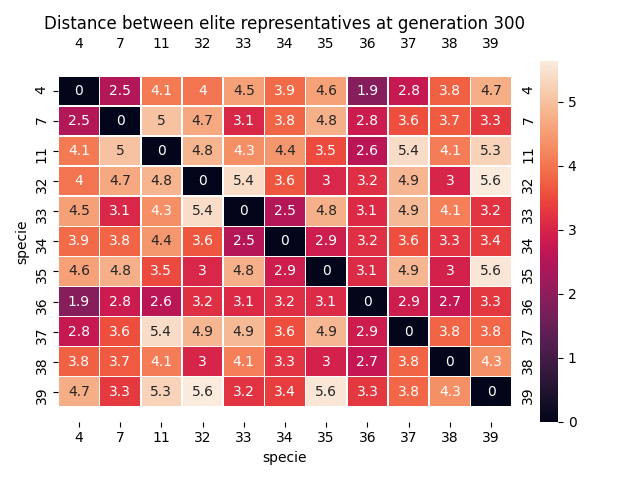 Distance between elite representatives at generation 300
4 7 11 32 33 34 35 36 37 38 39
4 0 2.5 4.1 4 4.5 3.9 4.6 1.9 2.8 3.8 4.7 4
7 2.5 0 5 4.7 3.1 3.8 4.8 2.8 3.6 3.7 3.3 7
11 4.1 5 0 4.8 4.3 4.4 3.5 2.6 5.4 4.1 5.3 11
32 4 4.7 4.8 0 5.4 3.6 3 3.2 4.9 3 5.6 32
33 4.5 3.1 4.3 5.4 0 2.5 4.8 3.1 4.9 4.1 3.2 33
34 3.9 3.8 4.4 3.6 2.5 0 2.9 3.2 3.6 3.3 3.4 34
35 4.6 4.8 3.5 3 4.8 2.9 0 3.1 4.9 3 5.6 35
36 1.9 2.8 2.6 3.2 3.1 3.2 3.1 0 2.9 2.7 3.3 36
37 2.8 3.6 5.4 4.9 4.9 3.6 4.9 2.9 0 3.8 3.8 37
38 3.8 3.7 4.1 3 4.1 3.3 3 2.7 3.8 0 4.3 38
39 4.7 3.3 5.3 5.6 3.2 3.4 5.6 3.3 3.8 4.3 0 39
4 7 11 32 33 34 35 36 37 38 39
specie
specie
5
4
3
2
1
0